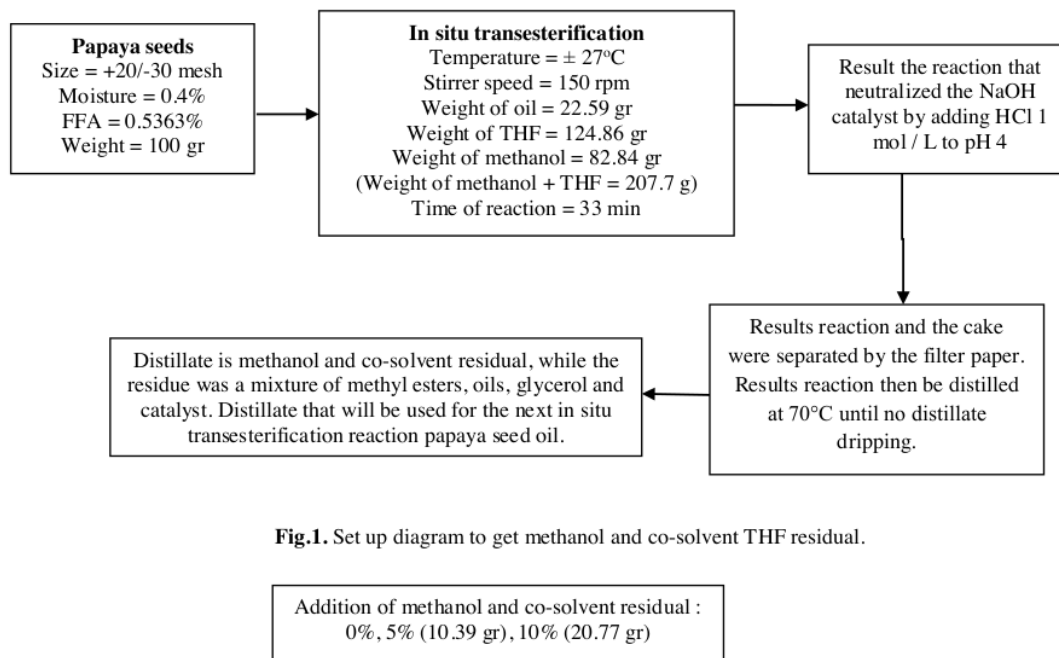 Papaya seeds
Size = +20/-30 mesh
Moisture = 0.4%
FFA = 0.5363%
Weight = 100 gr
In situ transesterification
Temperature = ± 27°C
Stirrer speed = 150 rpm
Weight of oil = 22.59 gr
Weight of THF = 124.86 gr
Weight of methanol = 82.84 gr
(Weight of methanol + THF = 207.7 g)
Time of reaction = 33 min
Result the reaction that
neutralized the NaOH
catalyst by adding HCl 1
mol / L to pH 4
Results reaction and the cake
were separated by the filter paper.
Results reaction then be distilled
at 70°C until no distillate
dripping.
Distillate is methanol and co-solvent residual, while the
residue was a mixture of methyl esters, oils, glycerol and
catalyst. Distillate that will be used for the next in situ
transesterification reaction papaya seed oil.
Fig.1. Set up diagram to get methanol and co-solvent THF residual.
Addition of methanol and co-solvent residual :
0%, 5% (10.39 gr), 10% (20.77 gr)